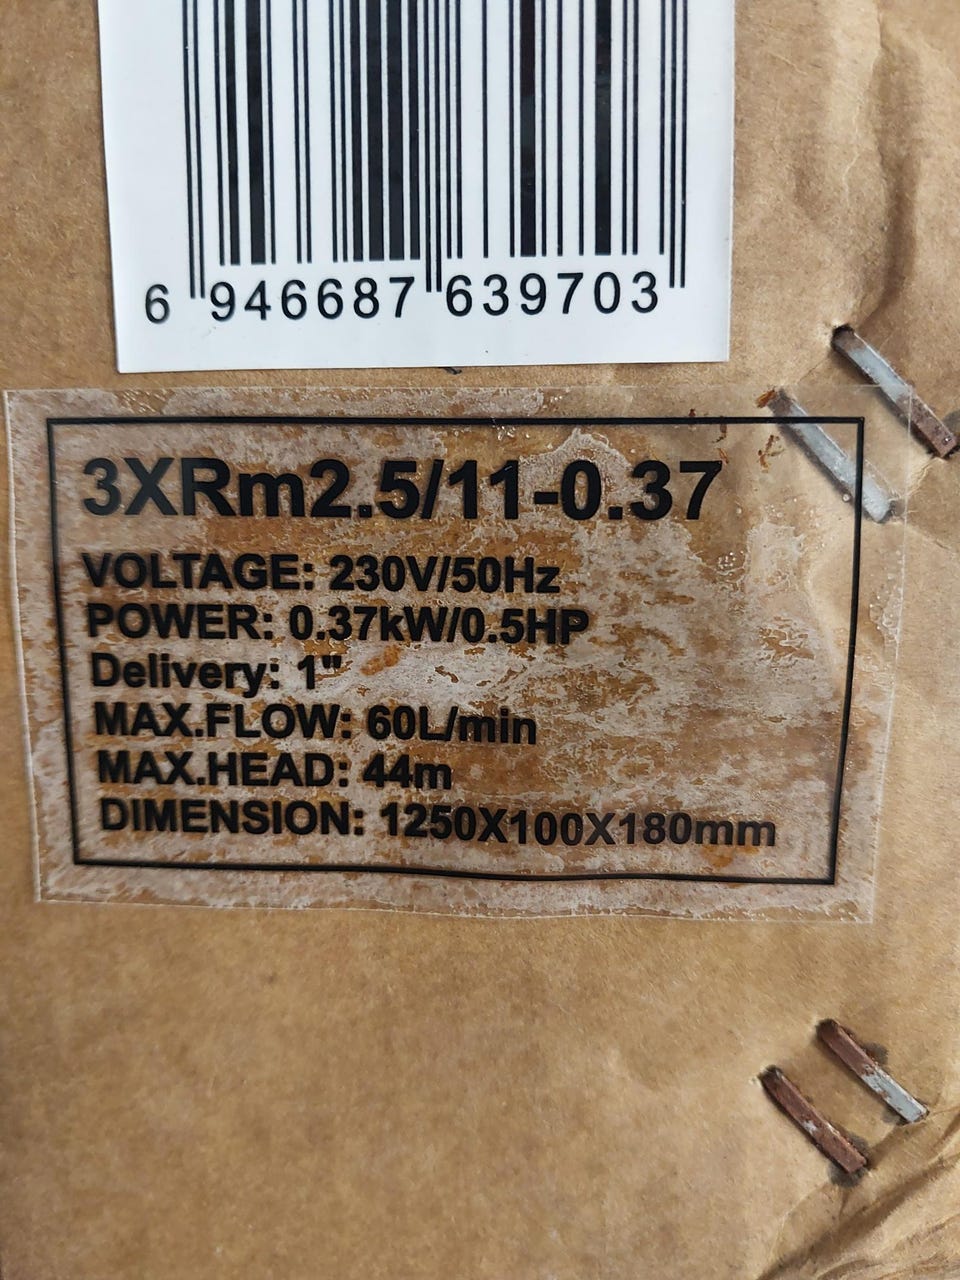 6 946687 639703
3XRm2.5/11-0.37
VOLTAGE: 230V/50Hz
POWER: 0.37kW/0.5HP
Delivery: 1"
MAX.FLOW: 60L/min
MAX.HEAD: 44m
DIMENSION: 1250X100X180mm